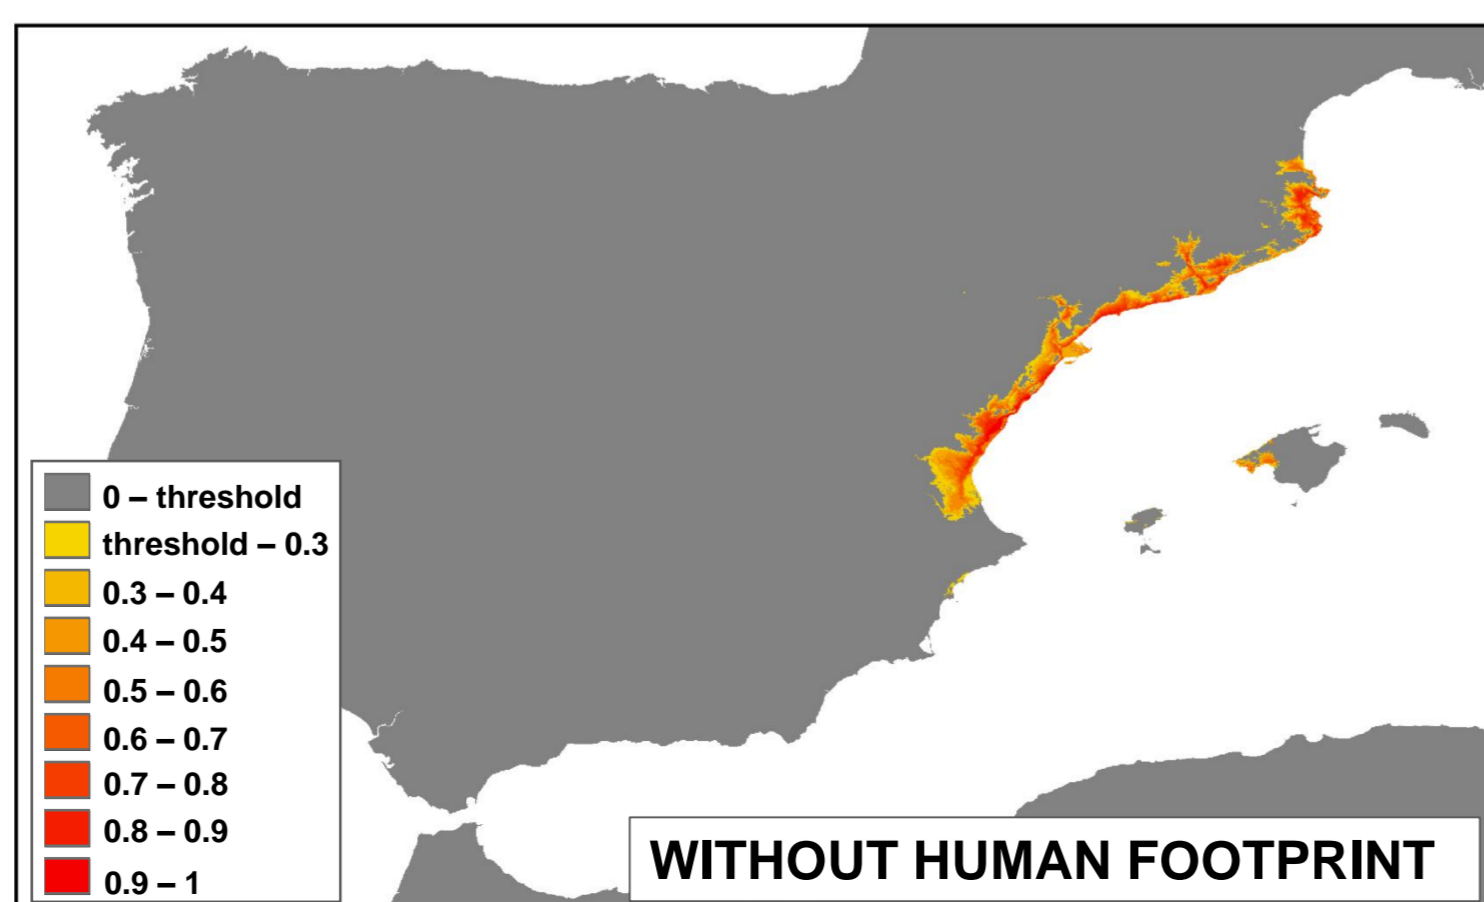 0 – threshold
threshold – 0.3
0.3 – 0.4
0.4 – 0.5
0.5 – 0.6
0.6 – 0.7
0.7 – 0.8
0.8 – 0.9
0.9 – 1
WITHOUT HUMAN FOOTPRINT